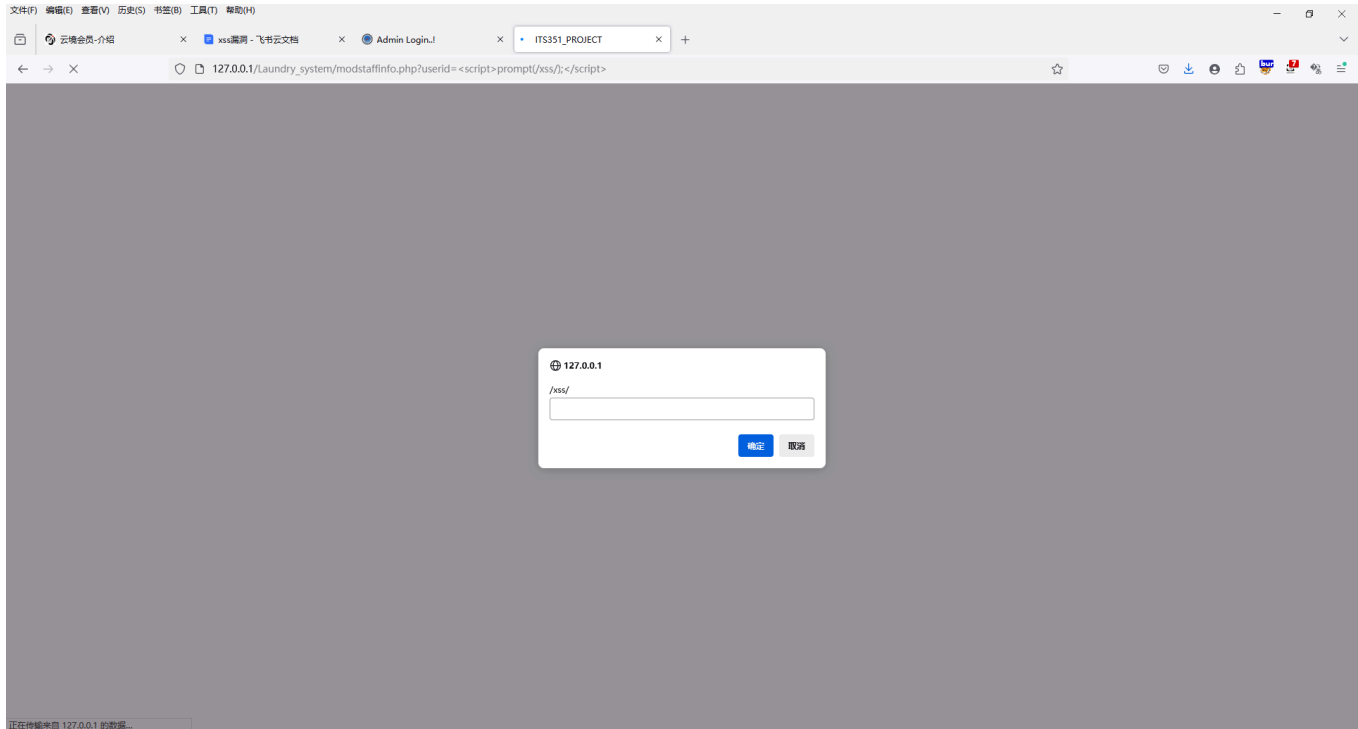 文件(F) 编辑(E) 查看(V) 历史(S) 书签(B) 工具(T) 帮助(H)
云境会员-介绍 xss漏洞 - 飞书云文档 Admin Login..! ITS351_PROJECT
127.0.0.1/Laundry_system/modstaffinfo.php?userid=<script>prompt(/xss/);</script>
bur 7
127.0.0.1
/xss/
确定 取消
正在传输来自 127.0.0.1 的数据...